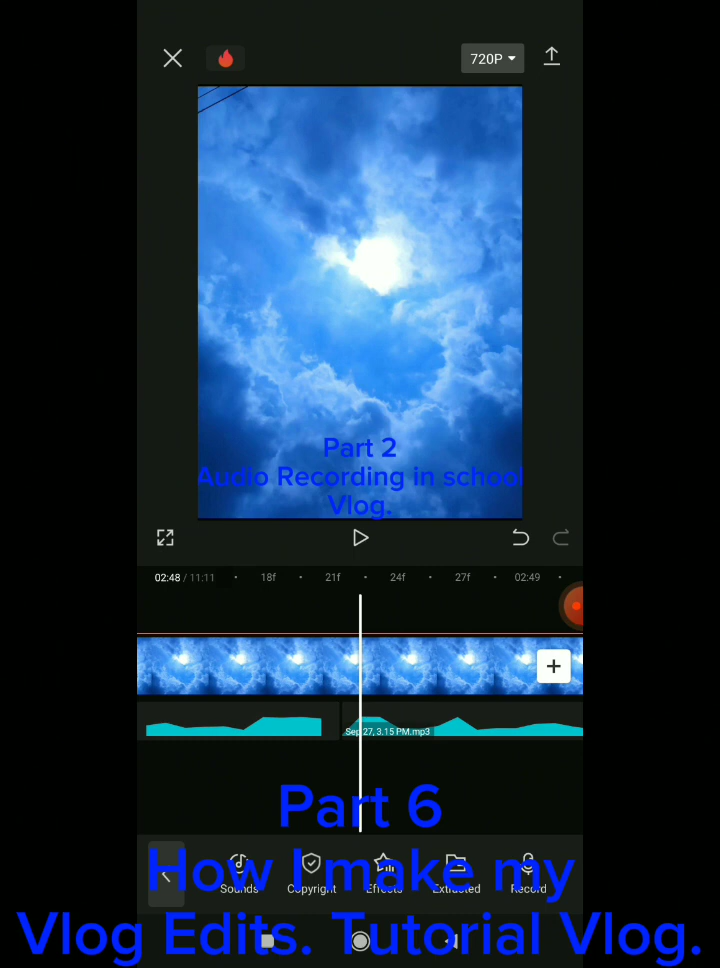 720P
Part 2
Audio Recording in school
Vlog.
02:48 / 11:11 18f 21f 24f 27f 02:49
Sep 27, 3.15 PM.mp3
Part 6
How I make my
Sounds Copyright Effects Extracted Record
Vlog Edits. Tutorial Vlog.